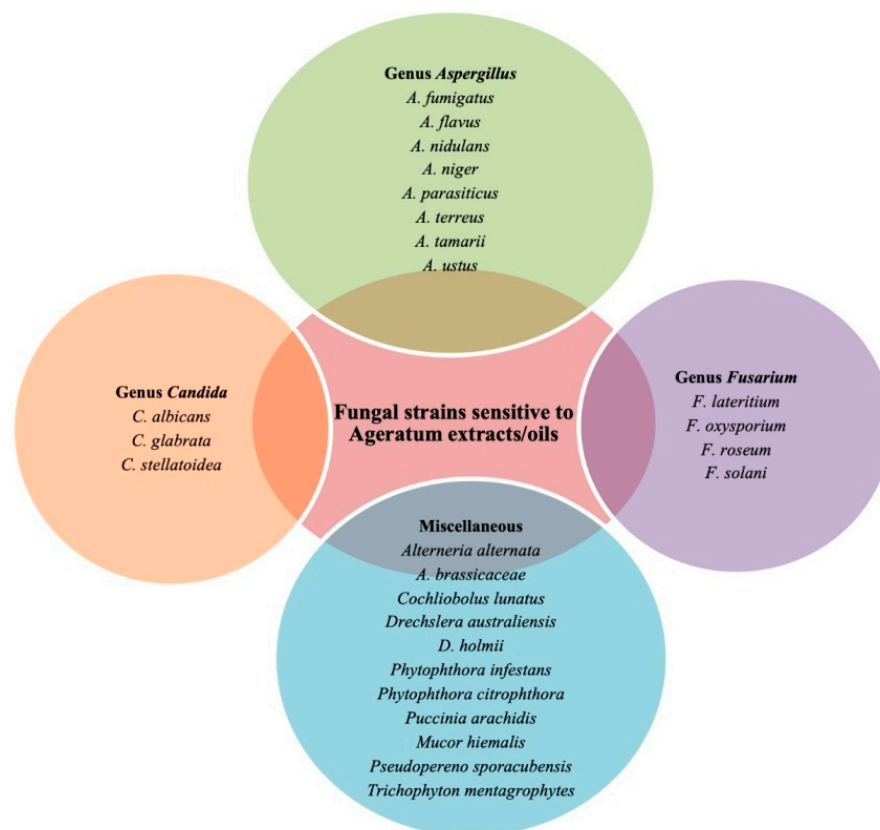 Genus Aspergillus
A. fumigatus
A. flavus
A. nidulans
A. niger
A. parasiticus
A. terreus
A. tamarii
A. ustus
Genus Candida
C. albicans
C. glabrata
C. stellatoidea
Fungal strains sensitive to
Ageratum extracts/oils
Genus Fusarium
F. lateritium
F. oxysporium
F. roseum
F. solani
Miscellaneous
Alterneria alternata
A. brassicaceae
Cochliobolus lunatus
Drechslera australiensis
D. holmii
Phytophthora infestans
Phytophthora citrophthora
Puccinia arachidis
Mucor hiemalis
Pseudopereno sporacubensis
Trichophyton mentagrophytes